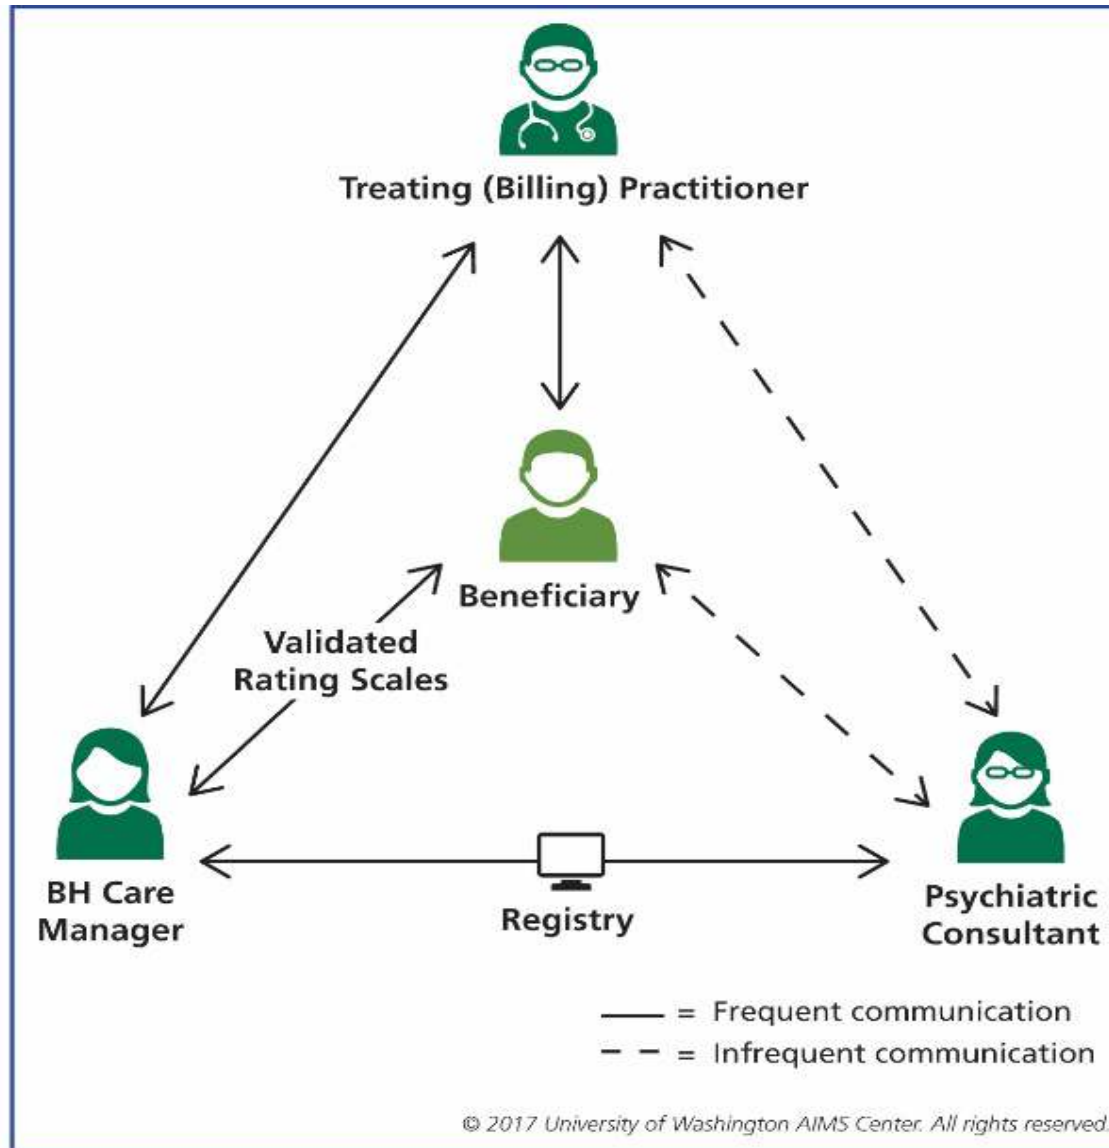 Treating (Billing) Practitioner
Beneficiary
Validated
Rating Scales
BH Care
Manager
Registry
Psychiatric
Consultant
= Frequent communication
= Infrequent communication
© 2017 University of Washington AIMS Center. All rights reserved.